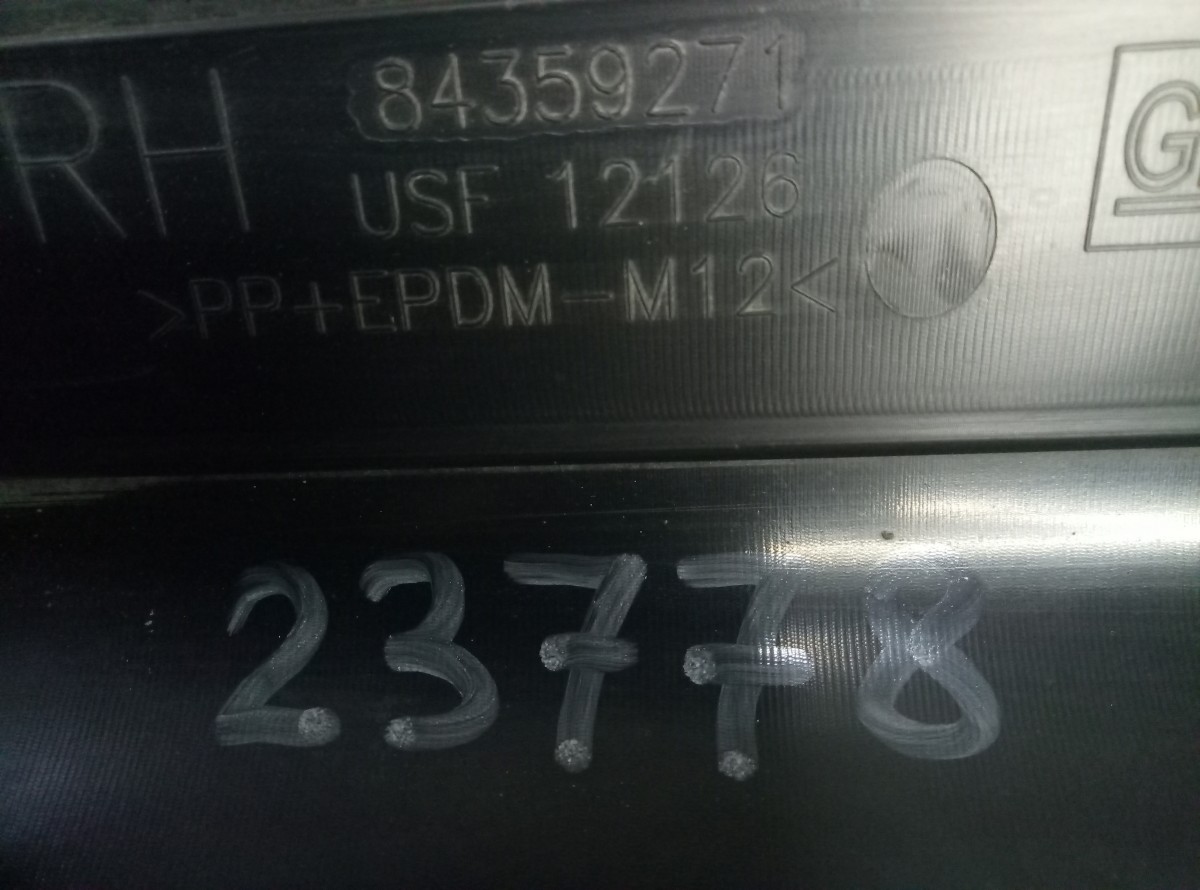 RH
84359271
USF 12126
>PP+EPDM-M12<
G
23778